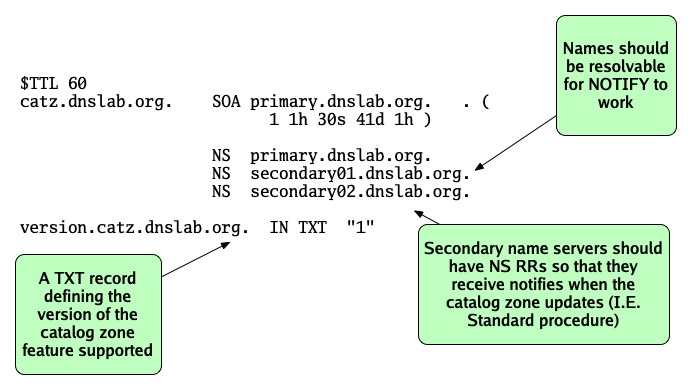 Names should
be resolvable
for NOTIFY to
work
$TTL 60
catz.dnslab.org. SOA primary.dnslab.org. . (
1 1h 30s 41d 1h )
NS primary.dnslab.org.
NS secondary01.dnslab.org.
NS secondary02.dnslab.org.
version.catz.dnslab.org. IN TXT "1"
Secondary name servers should
have NS RRs so that they
receive notifies when the
catalog zone updates (I.E.
Standard procedure)
A TXT record
defining the
version of the
catalog zone
feature supported